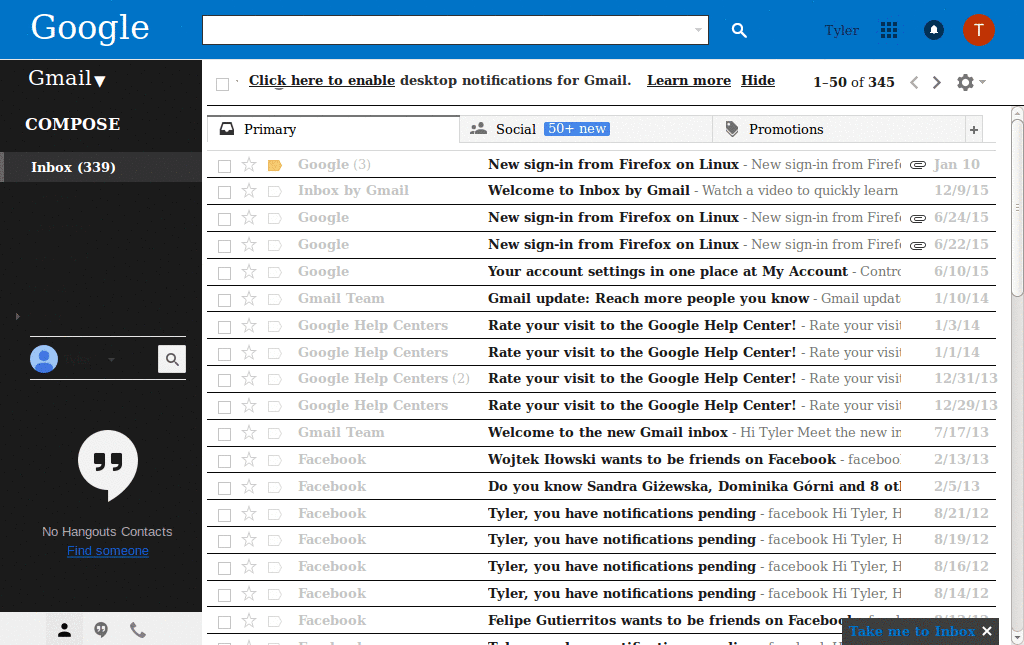 Google
Tyler
T
Gmail
COMPOSE
Inbox (339)
Click here to enable desktop notifications for Gmail. Learn more Hide
1–50 of 345
Primary
Social 50+ new
Promotions
+
Google (3) New sign-in from Firefox on Linux - New sign-in from Firef Jan 10
Inbox by Gmail Welcome to Inbox by Gmail - Watch a video to quickly learn 12/9/15
Google New sign-in from Firefox on Linux - New sign-in from Firef 6/24/15
Google New sign-in from Firefox on Linux - New sign-in from Firef 6/22/15
Google Your account settings in one place at My Account - Contro 6/10/15
Gmail Team Gmail update: Reach more people you know - Gmail updat 1/10/14
Google Help Centers Rate your visit to the Google Help Center! - Rate your visit 1/3/14
Google Help Centers Rate your visit to the Google Help Center! - Rate your visit 1/1/14
Google Help Centers (2) Rate your visit to the Google Help Center! - Rate your visit 12/31/13
Google Help Centers Rate your visit to the Google Help Center! - Rate your visit 12/29/13
Gmail Team Welcome to the new Gmail inbox - Hi Tyler Meet the new in 7/17/13
Facebook Wojtek Iłowski wants to be friends on Facebook - faceboo 2/13/13
Facebook Do you know Sandra Giżewska, Dominika Górni and 8 ot 2/5/13
Facebook Tyler, you have notifications pending - facebook Hi Tyler, H 8/21/12
Facebook Tyler, you have notifications pending - facebook Hi Tyler, H 8/19/12
Facebook Tyler, you have notifications pending - facebook Hi Tyler, H 8/16/12
Facebook Tyler, you have notifications pending - facebook Hi Tyler, H 8/14/12
Facebook Felipe Gutierritos wants to be friends on Facebook
No Hangouts Contacts
Find someone
Take me to Inbox ×